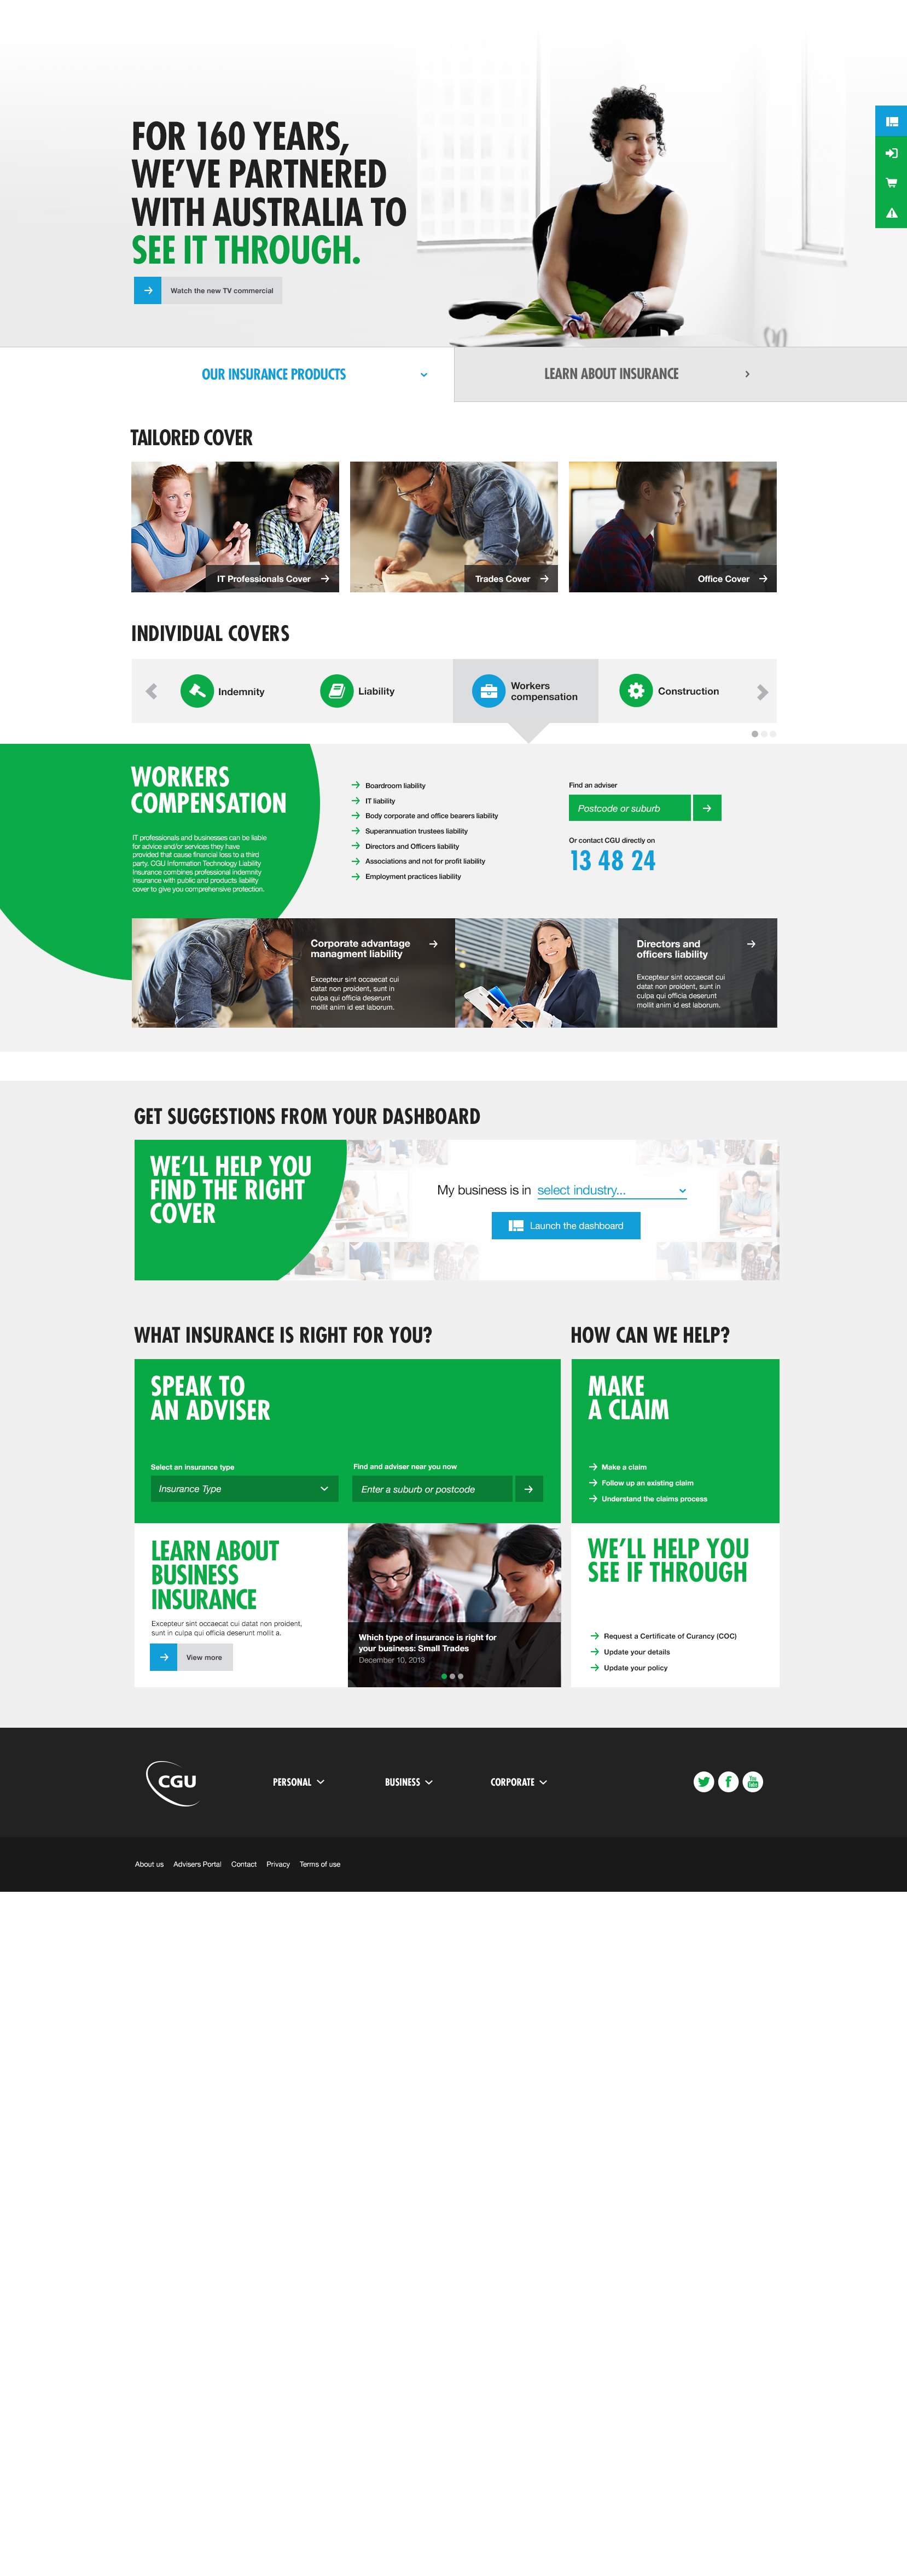 FOR 160 YEARS,
WE'VE PARTNERED
WITH AUSTRALIA TO
SEE IT THROUGH.
Watch the new TV commercial
OUR INSURANCE PRODUCTS
LEARN ABOUT INSURANCE
TAILORED COVER
IT Professionals Cover
Trades Cover
Office Cover
INDIVIDUAL COVERS
Indemnity
Liability
Workers
compensation
Construction
WORKERS
COMPENSATION
IT professionals and businesses can be liable
for advice and/or services they have
provided that cause financial loss to a third
party. CGU Information Technology Liability
Insurance combines professional indemnity
insurance with public and products liability
cover to give you comprehensive protection.
Boardroom liability
IT liability
Body corporate and office bearers liability
Superannuation trustees liability
Directors and Officers liability
Associations and not for profit liability
Employment practices liability
Find an adviser
Postcode or suburb
Or contact CGU directly on
13 48 24
Corporate advantage
managment liability
Excepteur sint occaecat cui
datat non proident, sunt in
culpa qui officia deserunt
mollit anim id est laborum.
Directors and
officers liability
Excepteur sint occaecat cui
datat non proident, sunt in
culpa qui officia deserunt
mollit anim id est laborum.
GET SUGGESTIONS FROM YOUR DASHBOARD
WE'LL HELP YOU
FIND THE RIGHT
COVER
My business is in select industry...
Launch the dashboard
WHAT INSURANCE IS RIGHT FOR YOU?
SPEAK TO
AN ADVISER
Select an insurance type
Insurance Type
Find and adviser near you now
Enter a suburb or postcode
HOW CAN WE HELP?
MAKE
A CLAIM
Make a claim
Follow up an existing claim
Understand the claims process
LEARN ABOUT
BUSINESS
INSURANCE
Excepteur sint occaecat cui datat non proident,
sunt in culpa qui officia deserunt mollit a.
View more
Which type of insurance is right for
your business: Small Trades
December 10, 2013
WE'LL HELP YOU
SEE IF THROUGH
Request a Certificate of Curancy (COC)
Update your details
Update your policy
CGU
PERSONAL
BUSINESS
CORPORATE
You
Tube
About us
Advisers Portal
Contact
Privacy
Terms of use